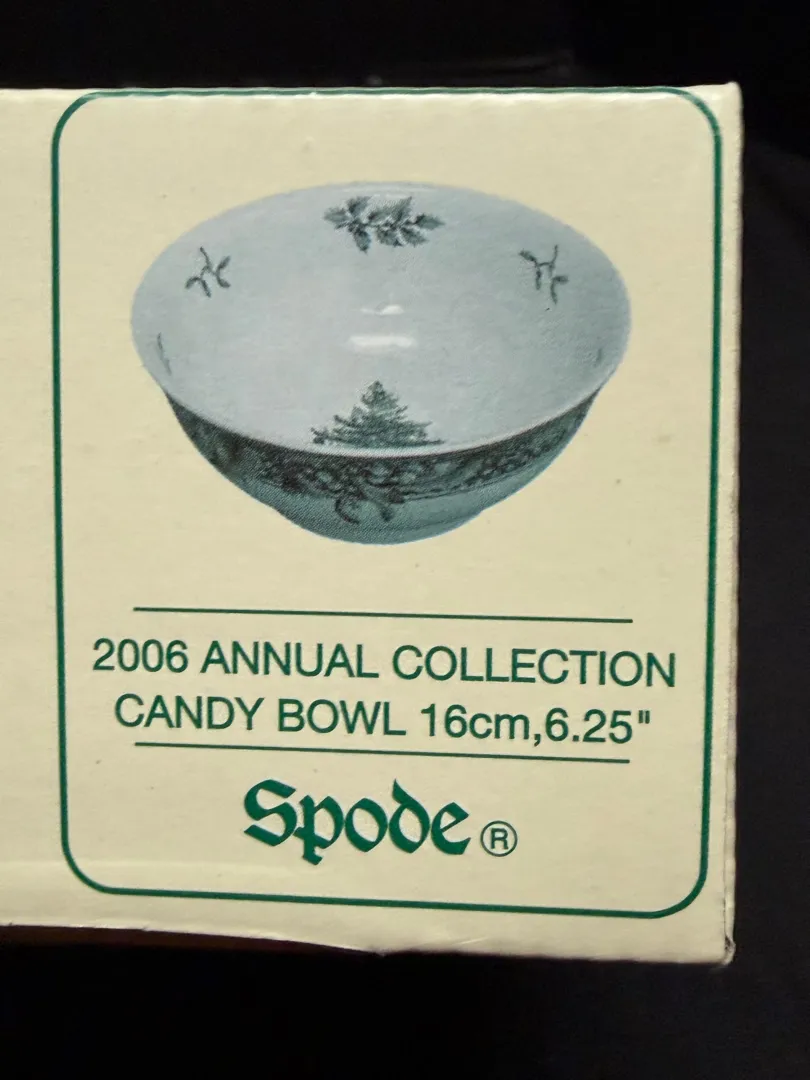 2006 ANNUAL COLLECTION
CANDY BOWL 16cm,6.25"
Spode ®